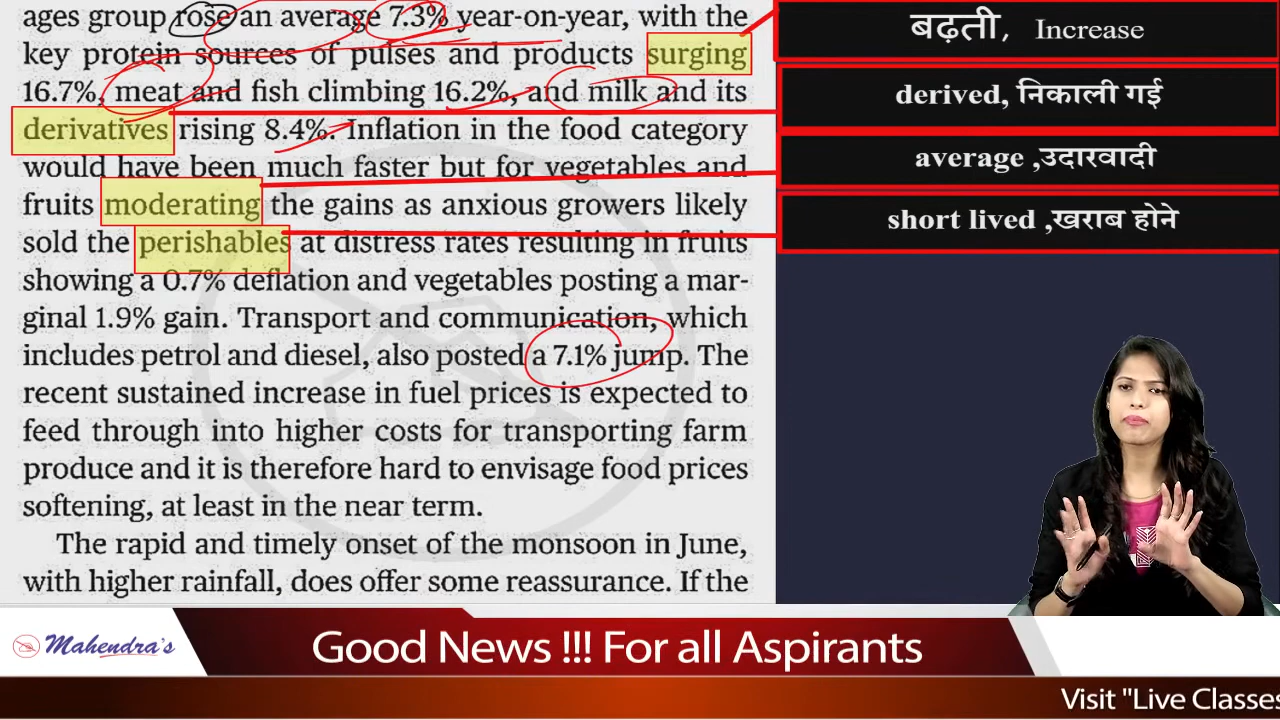 ages group rose an average 7.3% year-on-year, with the
key protein sources of pulses and products surging
16.7%, meat and fish climbing 16.2%, and milk and its
derivatives rising 8.4%. Inflation in the food category
would have been much faster but for vegetables and
fruits moderating the gains as anxious growers likely
sold the perishables at distress rates resulting in fruits
showing a 0.7% deflation and vegetables posting a mar-
ginal 1.9% gain. Transport and communication, which
includes petrol and diesel, also posted a 7.1% jump. The
recent sustained increase in fuel prices is expected to
feed through into higher costs for transporting farm
produce and it is therefore hard to envisage food prices
softening, at least in the near term.
The rapid and timely onset of the monsoon in June,
with higher rainfall, does offer some reassurance. If the
बढ़ती, Increase
derived, निकाली गई
average ,उदारवादी
short lived ,खराब होने
Mahendra's
Good News !!! For all Aspirants
Visit "Live Classes